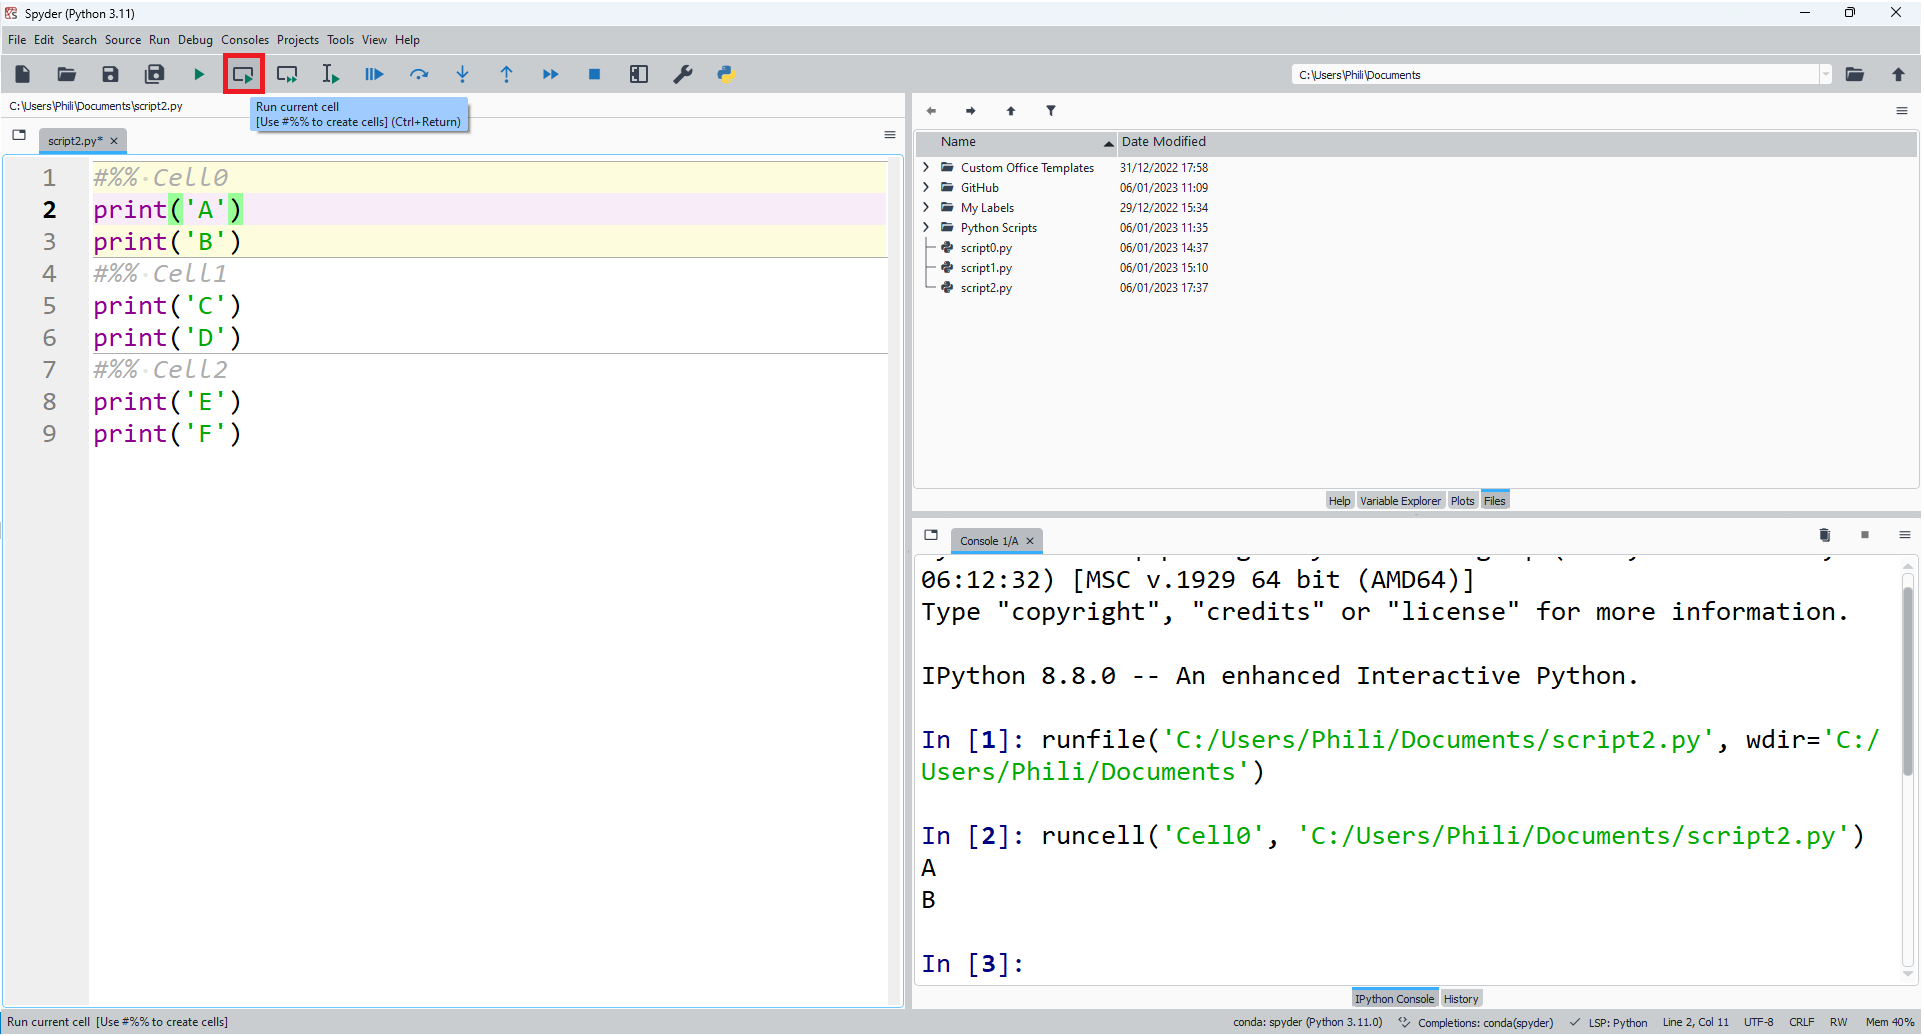 Spyder (Python 3.11)
File Edit Search Source Run Debug Consoles Projects Tools View Help
C:\Users\Phili\Documents
C:\Users\Phili\Documents\script2.py
Run current cell
[Use #%% to create cells] (Ctrl+Return)
script2.py*
1 #%% Cell0
2 print('A')
3 print('B')
4 #%% Cell1
5 print('C')
6 print('D')
7 #%% Cell2
8 print('E')
9 print('F')
Name Date Modified
Custom Office Templates 31/12/2022 17:58
GitHub 06/01/2023 11:09
My Labels 29/12/2022 15:34
Python Scripts 06/01/2023 11:35
script0.py 06/01/2023 14:37
script1.py 06/01/2023 15:10
script2.py 06/01/2023 17:37
Help Variable Explorer Plots Files
Console 1/A
06:12:32) [MSC v.1929 64 bit (AMD64)]
Type "copyright", "credits" or "license" for more information.
IPython 8.8.0 -- An enhanced Interactive Python.
In [1]: runfile('C:/Users/Phili/Documents/script2.py', wdir='C:/
Users/Phili/Documents')
In [2]: runcell('Cell0', 'C:/Users/Phili/Documents/script2.py')
A
B
In [3]:
IPython Console History
Run current cell [Use #%% to create cells]
conda: spyder (Python 3.11.0) Completions: conda(spyder) LSP: Python Line 2, Col 11 UTF-8 CRLF RW Mem 40%